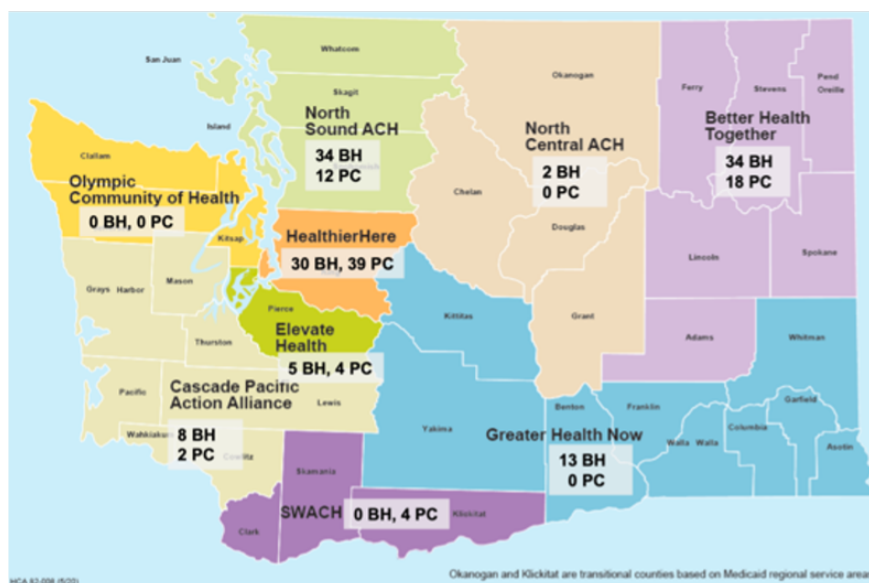 Whatcom
San Juan
Skagit
Okanogan
Ferry
Stevens
Pend
Oreille
North
Sound ACH
34 BH
12 PC
Island
North
Central ACH
2 BH
0 PC
Better Health
Together
34 BH
18 PC
Clallam
Olympic
Community of Health
0 BH, 0 PC
Chelan
Kitsap
HealthierHere
30 BH, 39 PC
Douglas
Lincoln
Spokane
Grays Harbor
Mason
Pierce
Kittitas
Grant
Elevate
Health
5 BH, 4 PC
Adams
Whitman
Thurston
Pacific
Cascade Pacific
Action Alliance
Lewis
8 BH
2 PC
Yakima
Benton
Franklin
Garfield
Greater Health Now
13 BH
0 PC
Walla Walla
Columbia
Asotin
Skamania
SWACH
0 BH, 4 PC
Klickitat
Clark
Okanogan and Klickitat are transitional counties based on Medicaid regional service areas